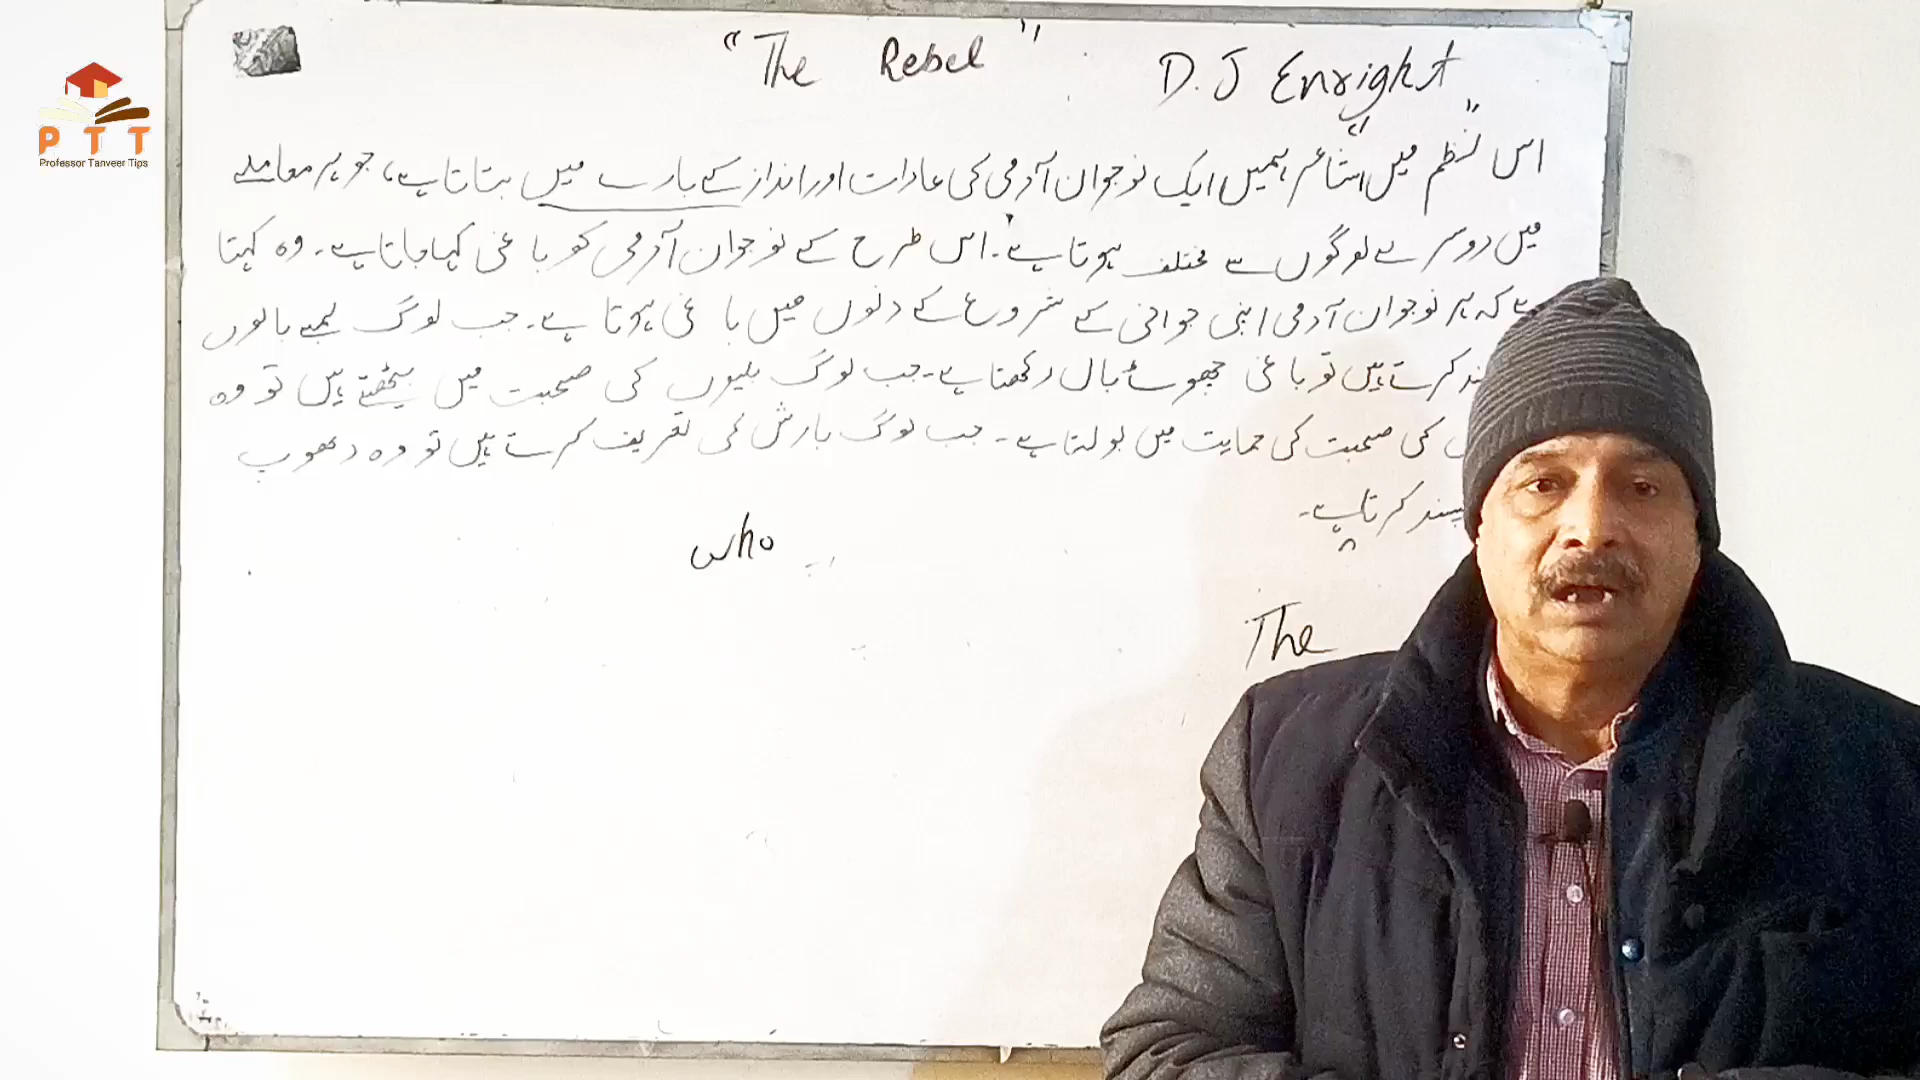 P T T
Professor Tanveer Tips
"The Rebel"
D.J Enright
اس نظم میں "شاعر" ہمیں ایک نوجوان آدمی کی عادات اور انداز کے بارے میں بتاتا ہے، جو ہر معاملے
میں دوسرے لوگوں سے مختلف ہوتا ہے۔ اس طرح کے نوجوان آدمی کو باغی کہا جاتا ہے۔ وہ کہتا
ہے کہ ہر نوجوان آدمی اپنی جوانی کے شروع کے دنوں میں باغی ہوتا ہے۔ جب لوگ لمبے بالوں
کرتے ہیں تو باغی چھوٹے بال رکھتا ہے۔ جب لوگ بلیوں کی صحبت میں بیٹھتے ہیں تو وہ
کی صحبت کی حمایت میں بولتا ہے۔ جب لوگ بارش کی تعریف کرتے ہیں تو وہ دھوپ
پسند کرتا ہے۔
who
The